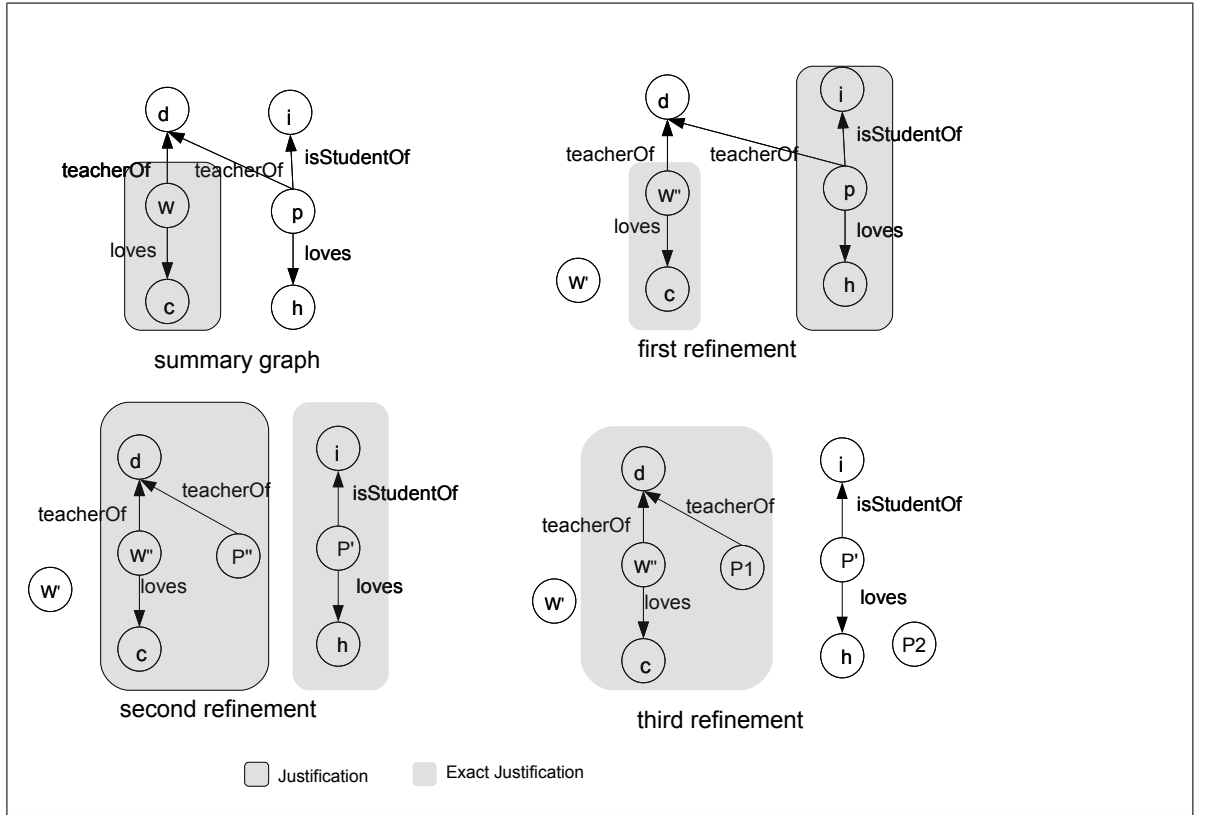 d
i
teacherOf
teacherOf
isStudentOf
w
p
loves
loves
c
h
summary graph
d
i
teacherOf
teacherOf
isStudentOf
w"
p
loves
loves
w'
c
h
first refinement
d
i
teacherOf
isStudentOf
teacherOf
w"
P"
P'
w'
loves
loves
c
h
second refinement
d
i
teacherOf
isStudentOf
teacherOf
w"
P1
P'
w'
loves
loves
c
h
P2
third refinement
Justification
Exact Justification